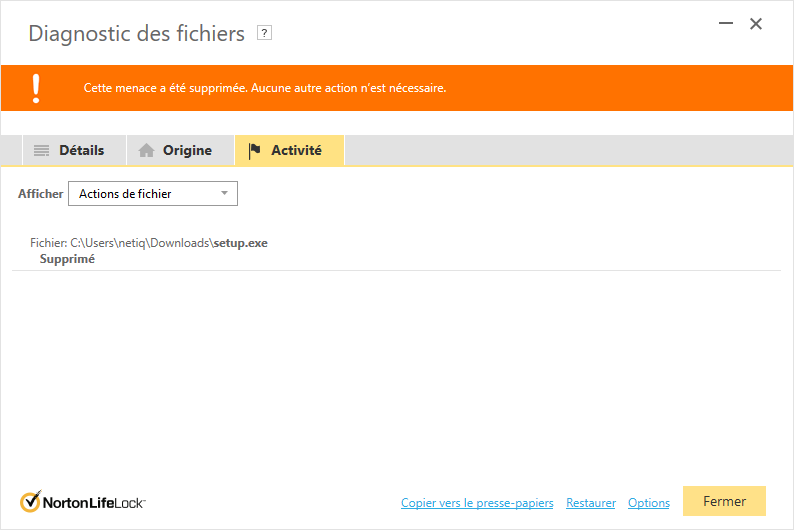 Diagnostic des fichiers ?
Cette menace a été supprimée. Aucune autre action n'est nécessaire.
Détails Origine Activité
Afficher Actions de fichier
Fichier: C:\Users\netiq\Downloads\setup.exe
Supprimé
NortonLifeLock Copier vers le presse-papiers Restaurer Options Fermer